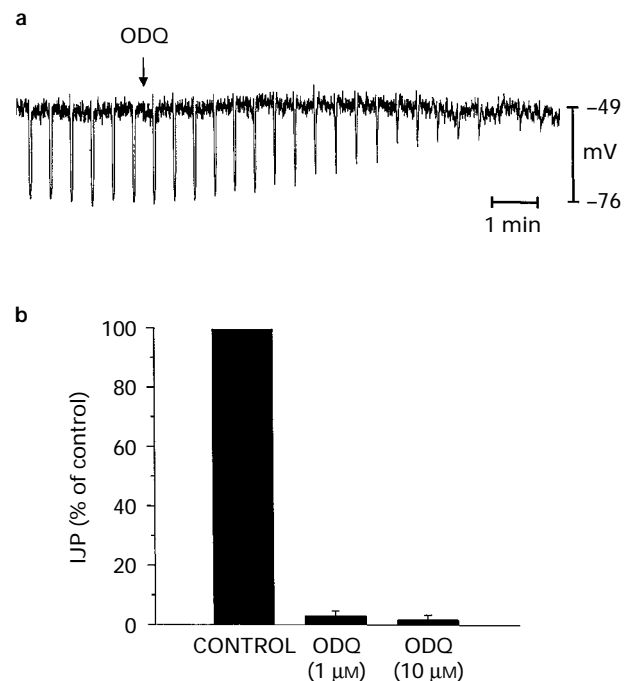 a
ODQ
−49
mV
−76
1 min
b
IJP (% of control)
100
80
60
40
20
0
CONTROL ODQ ODQ
(1 µM) (10 µM)